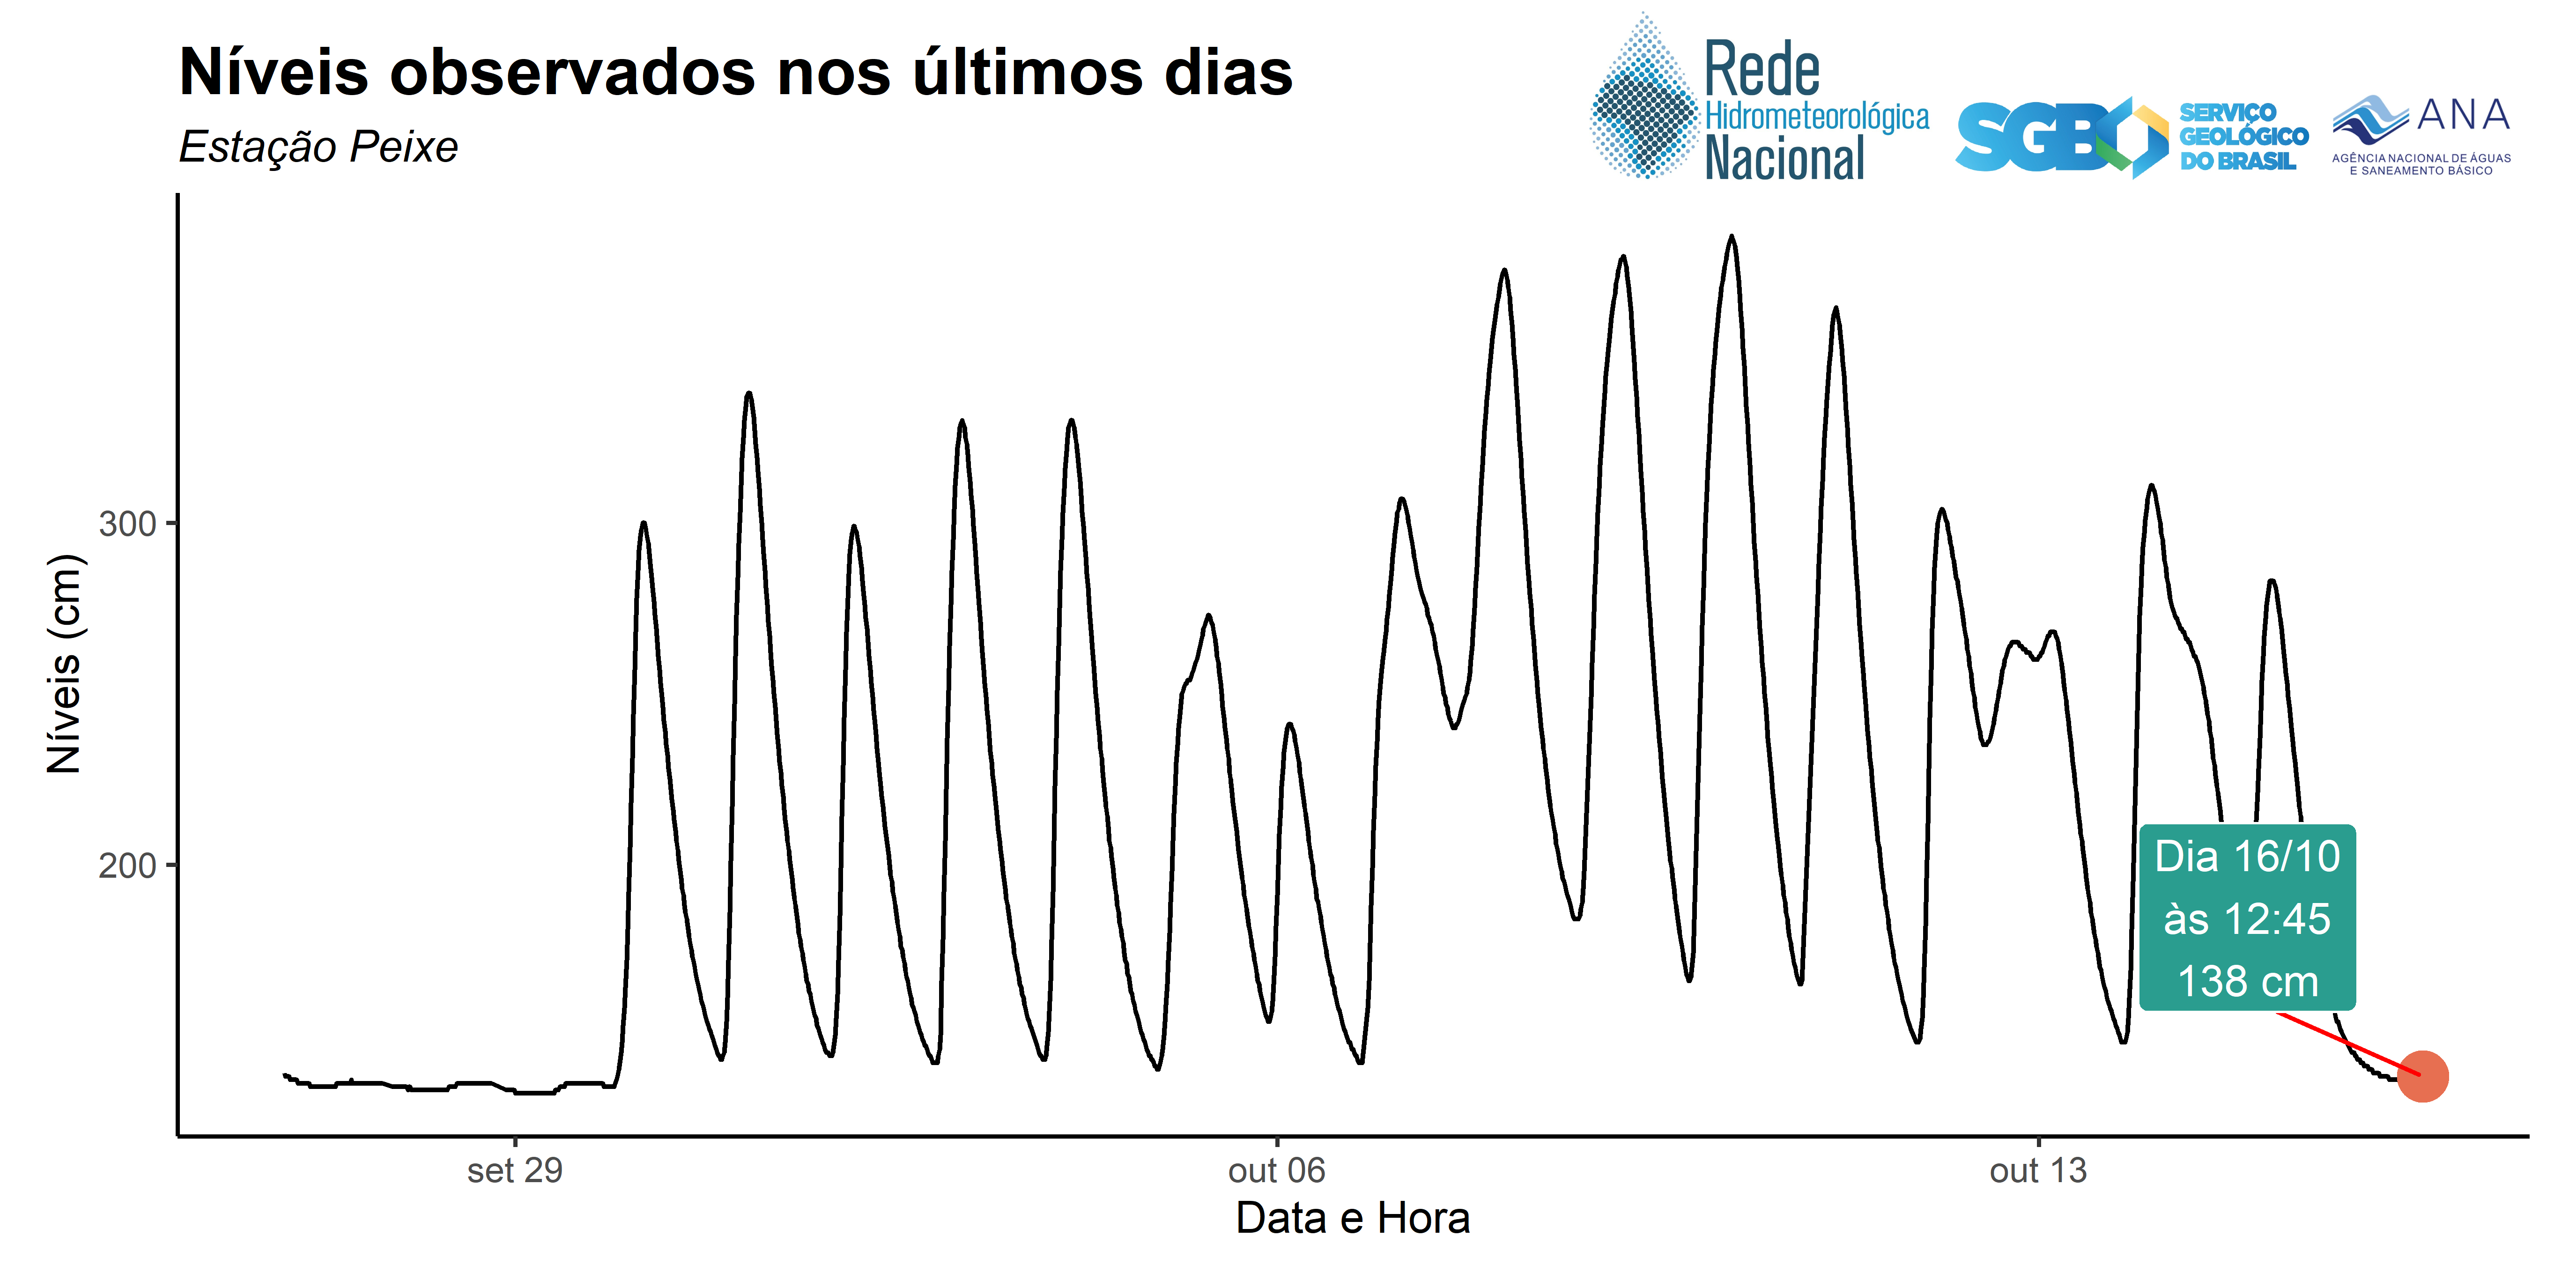 Níveis observados nos últimos dias
Estação Peixe
Rede
Hidrometeorológica
Nacional
SGB
SERVIÇO
GEOLÓGICO
DO BRASIL
ANA
AGÊNCIA NACIONAL DE ÁGUAS
E SANEAMENTO BÁSICO
Níveis (cm)
300
200
Dia 16/10
às 12:45
138 cm
set 29
out 06
out 13
Data e Hora